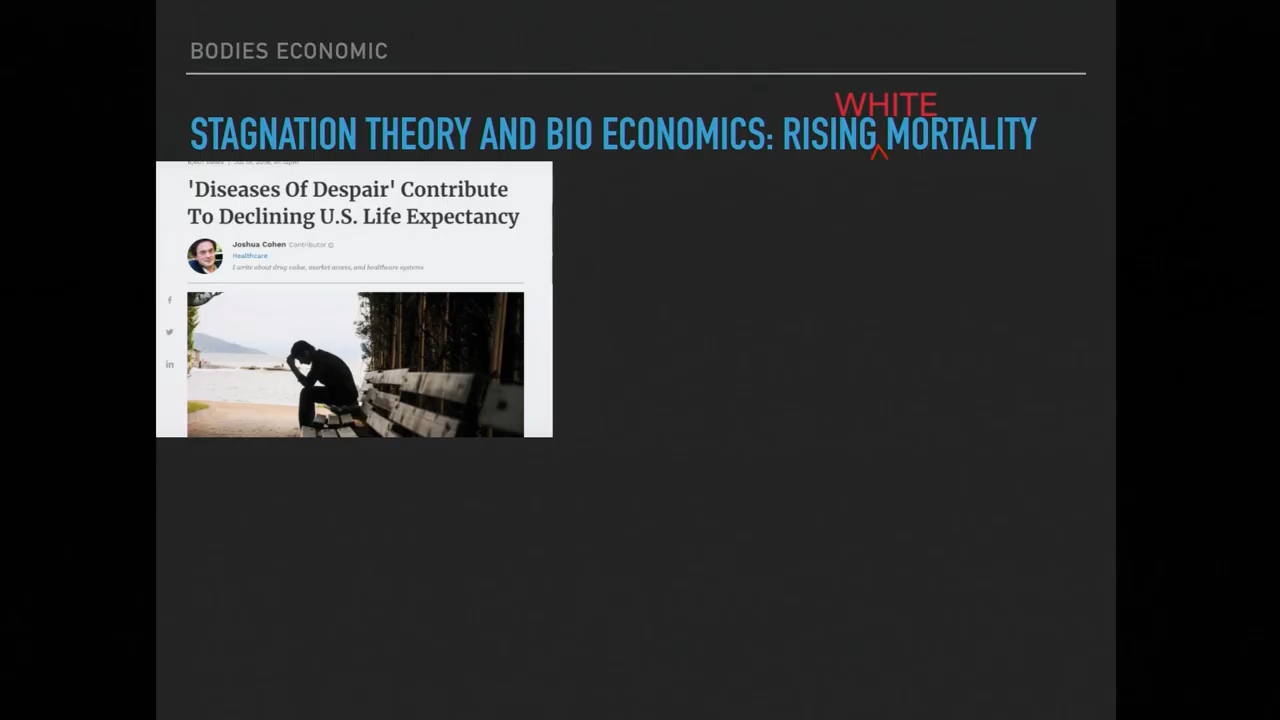 BODIES ECONOMIC
WHITE
STAGNATION THEORY AND BIO ECONOMICS: RISING ^ MORTALITY
'Diseases Of Despair' Contribute
To Declining U.S. Life Expectancy
Joshua Cohen Contributor
Healthcare
I write about drug value, market access, and healthcare systems